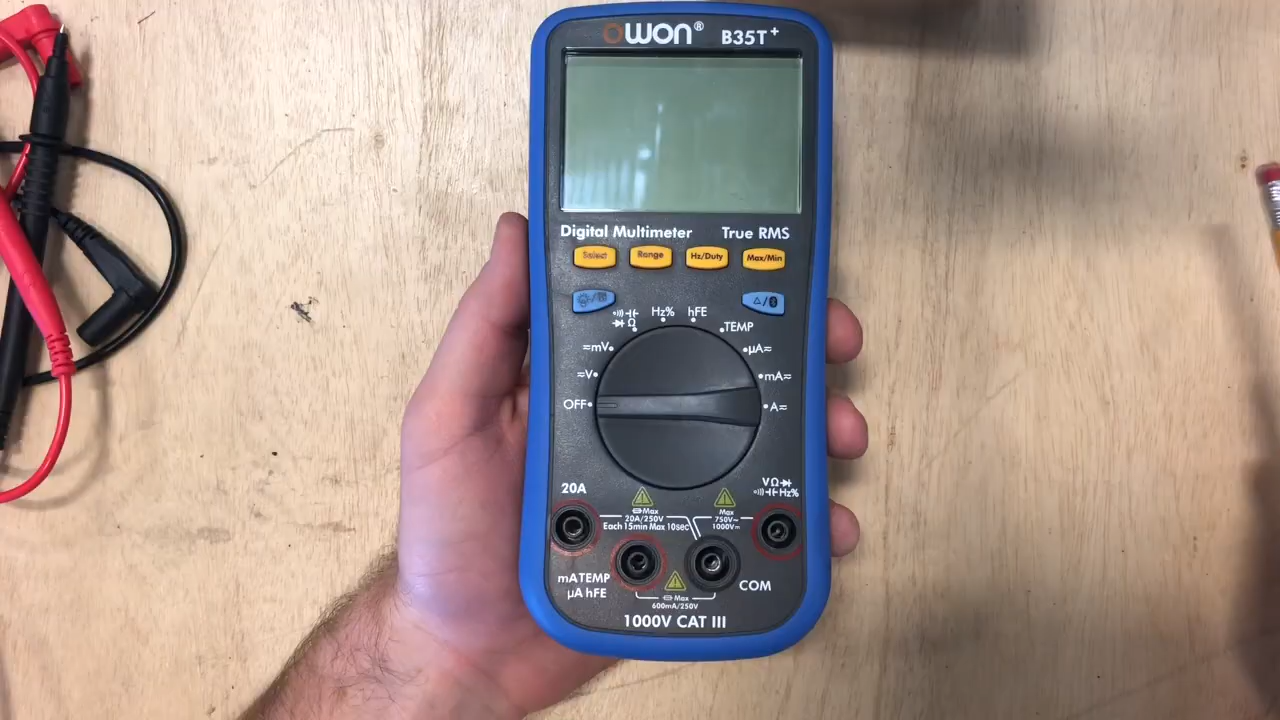 OWON® B35T+
Digital Multimeter True RMS
Select Range Hz/Duty Max/Min
Hz% hFE
Ω
TEMP
mV
µA
V
mA
OFF
A
20A
VΩ
Hz%
Max
20A/250V
Each 15min Max 10sec
Max
750V~
1000V
mA TEMP
µA hFE
COM
Max
600mA/250V
1000V CAT III